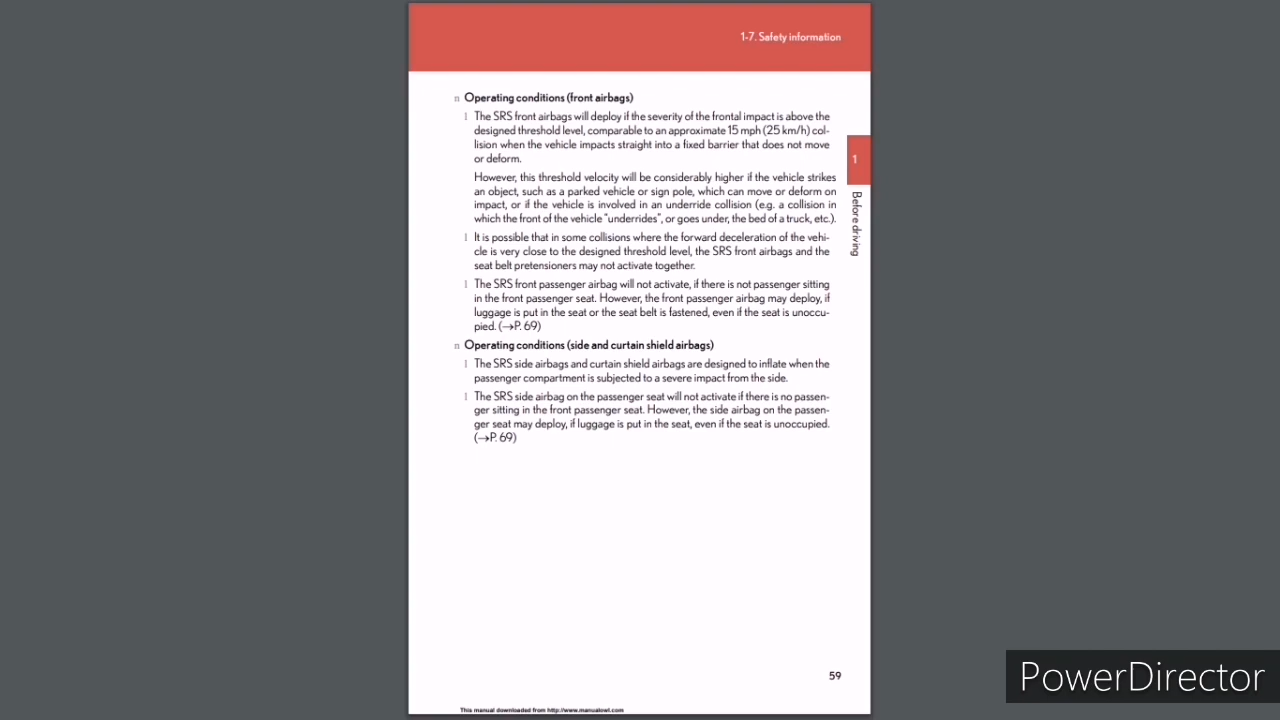 1-7. Safety information
n Operating conditions (front airbags)
l The SRS front airbags will deploy if the severity of the frontal impact is above the
designed threshold level, comparable to an approximate 15 mph (25 km/h) col-
lision when the vehicle impacts straight into a fixed barrier that does not move
or deform.
However, this threshold velocity will be considerably higher if the vehicle strikes
an object, such as a parked vehicle or sign pole, which can move or deform on
impact, or if the vehicle is involved in an underride collision (e.g. a collision in
which the front of the vehicle "underrides", or goes under, the bed of a truck, etc.).
l It is possible that in some collisions where the forward deceleration of the vehi-
cle is very close to the designed threshold level, the SRS front airbags and the
seat belt pretensioners may not activate together.
l The SRS front passenger airbag will not activate, if there is not passenger sitting
in the front passenger seat. However, the front passenger airbag may deploy, if
luggage is put in the seat or the seat belt is fastened, even if the seat is unoccu-
pied. (→P. 69)
n Operating conditions (side and curtain shield airbags)
l The SRS side airbags and curtain shield airbags are designed to inflate when the
passenger compartment is subjected to a severe impact from the side.
l The SRS side airbag on the passenger seat will not activate if there is no passen-
ger sitting in the front passenger seat. However, the side airbag on the passen-
ger seat may deploy, if luggage is put in the seat, even if the seat is unoccupied.
(→P. 69)
1
Before driving
59
This manual downloaded from http://www.manualowl.com
PowerDirector